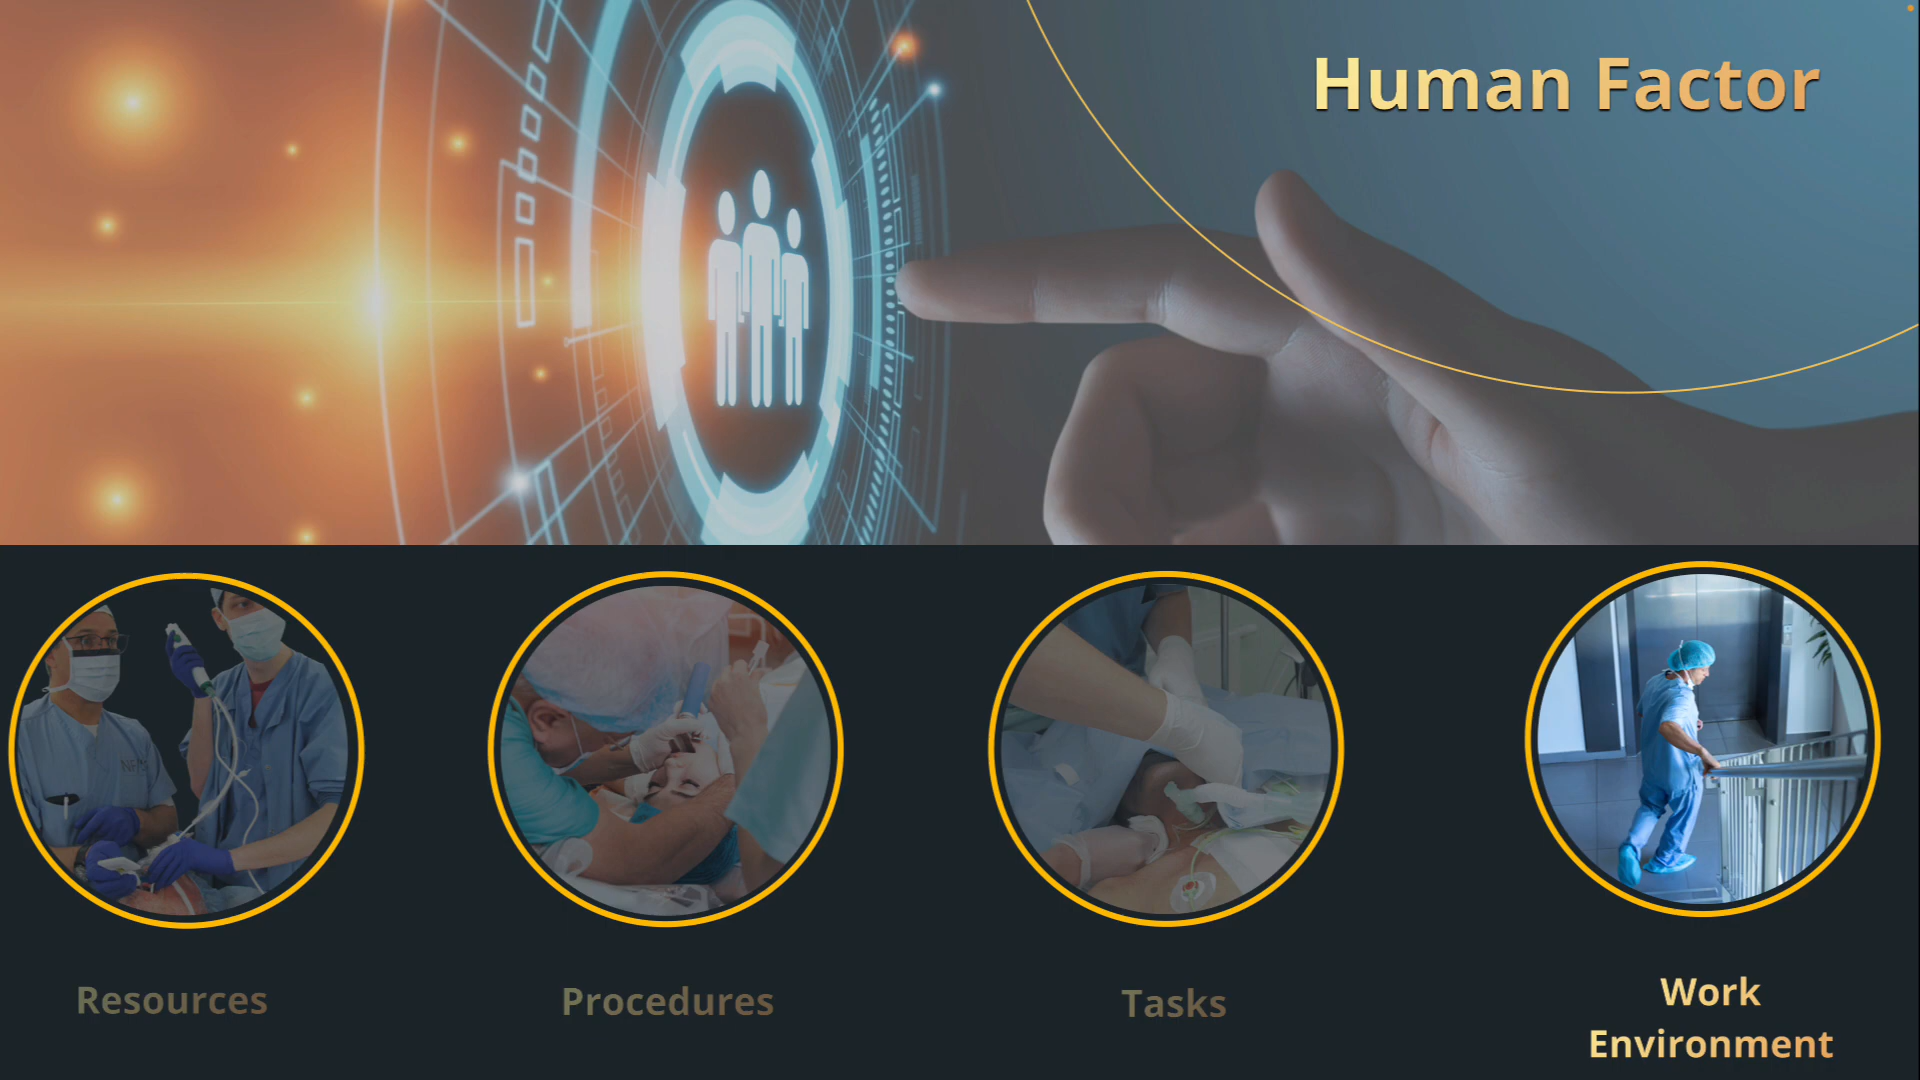 Human Factor
Resources
Procedures
Tasks
Work
Environment